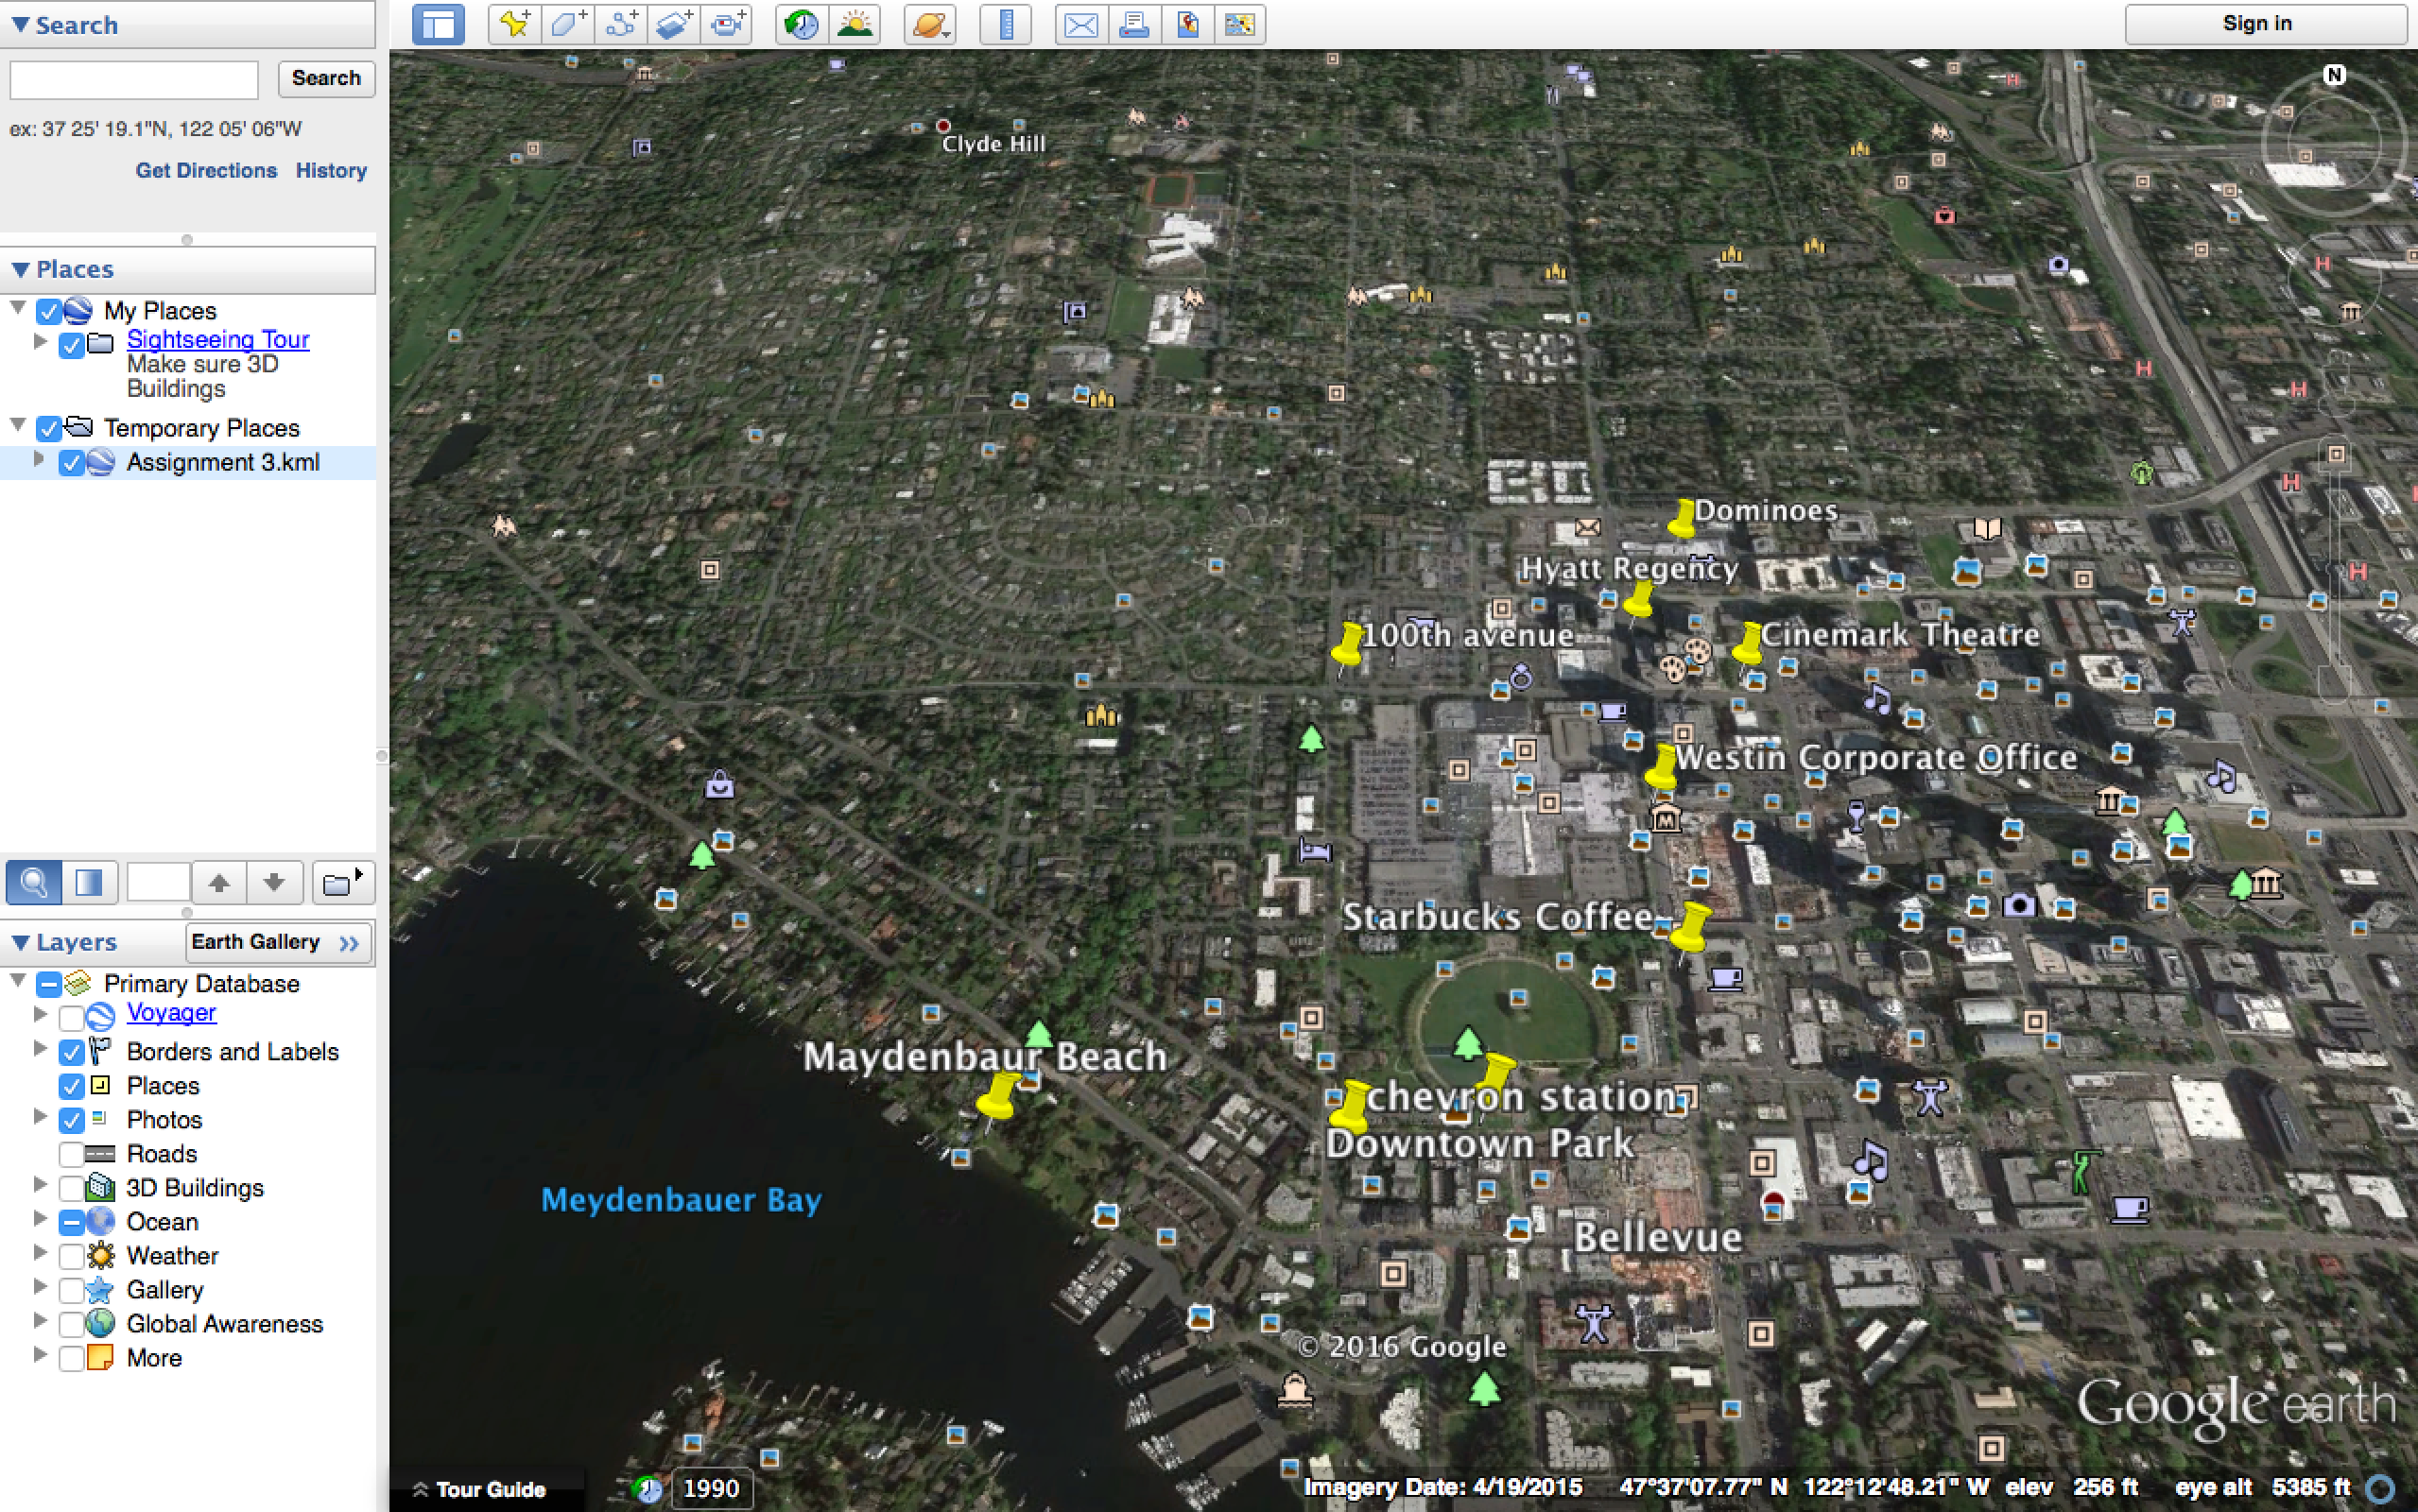 Search
Search
ex: 37 25' 19.1"N, 122 05' 06"W
Get Directions History
Places
My Places
Sightseeing Tour
Make sure 3D
Buildings
Temporary Places
Assignment 3.kml
Layers
Earth Gallery >>
Primary Database
Voyager
Borders and Labels
Places
Photos
Roads
3D Buildings
Ocean
Weather
Gallery
Global Awareness
More
Sign in
N
Clyde Hill
Dominoes
Hyatt Regency
100th avenue
Cinemark Theatre
Westin Corporate Office
Starbucks Coffee
Maydenbaur Beach
chevron station
Downtown Park
Meydenbauer Bay
Bellevue
© 2016 Google
Google earth
Tour Guide
1990
Imagery Date: 4/19/2015 47°37'07.77" N 122°12'48.21" W elev 256 ft eye alt 5385 ft